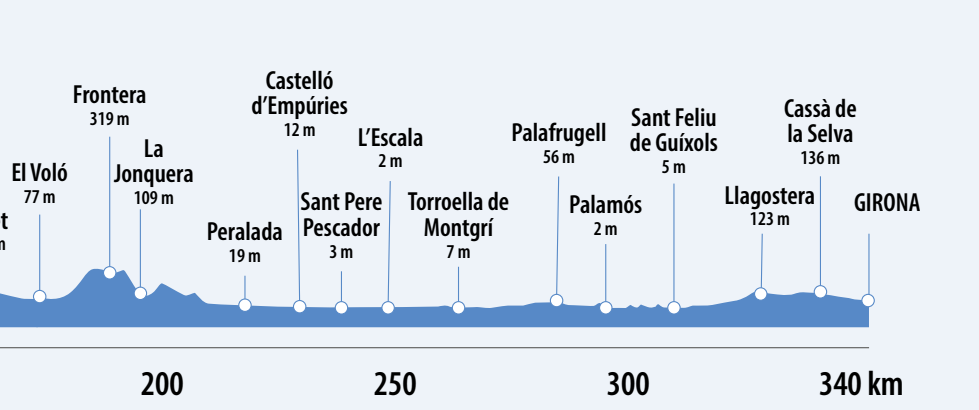 t
m
El Voló
77 m
Frontera
319 m
La
Jonquera
109 m
Peralada
19 m
Castelló
d'Empúries
12 m
Sant Pere
Pescador
3 m
L'Escala
2 m
Torroella de
Montgrí
7 m
Palafrugell
56 m
Palamós
2 m
Sant Feliu
de Guíxols
5 m
Llagostera
123 m
Cassà de
la Selva
136 m
GIRONA
200
250
300
340 km